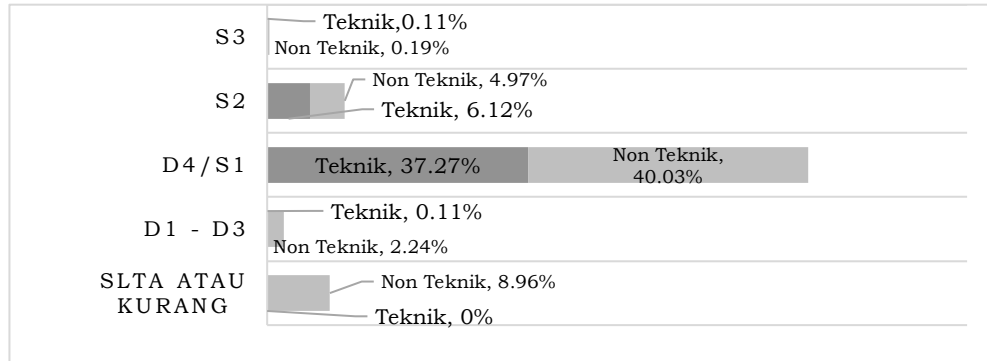 S3
Teknik,0.11%
Non Teknik, 0.19%
S2
Non Teknik, 4.97%
Teknik, 6.12%
D4/S1
Teknik, 37.27%
Non Teknik,
40.03%
D1 - D3
Teknik, 0.11%
Non Teknik, 2.24%
SLTA ATAU
KURANG
Non Teknik, 8.96%
Teknik, 0%